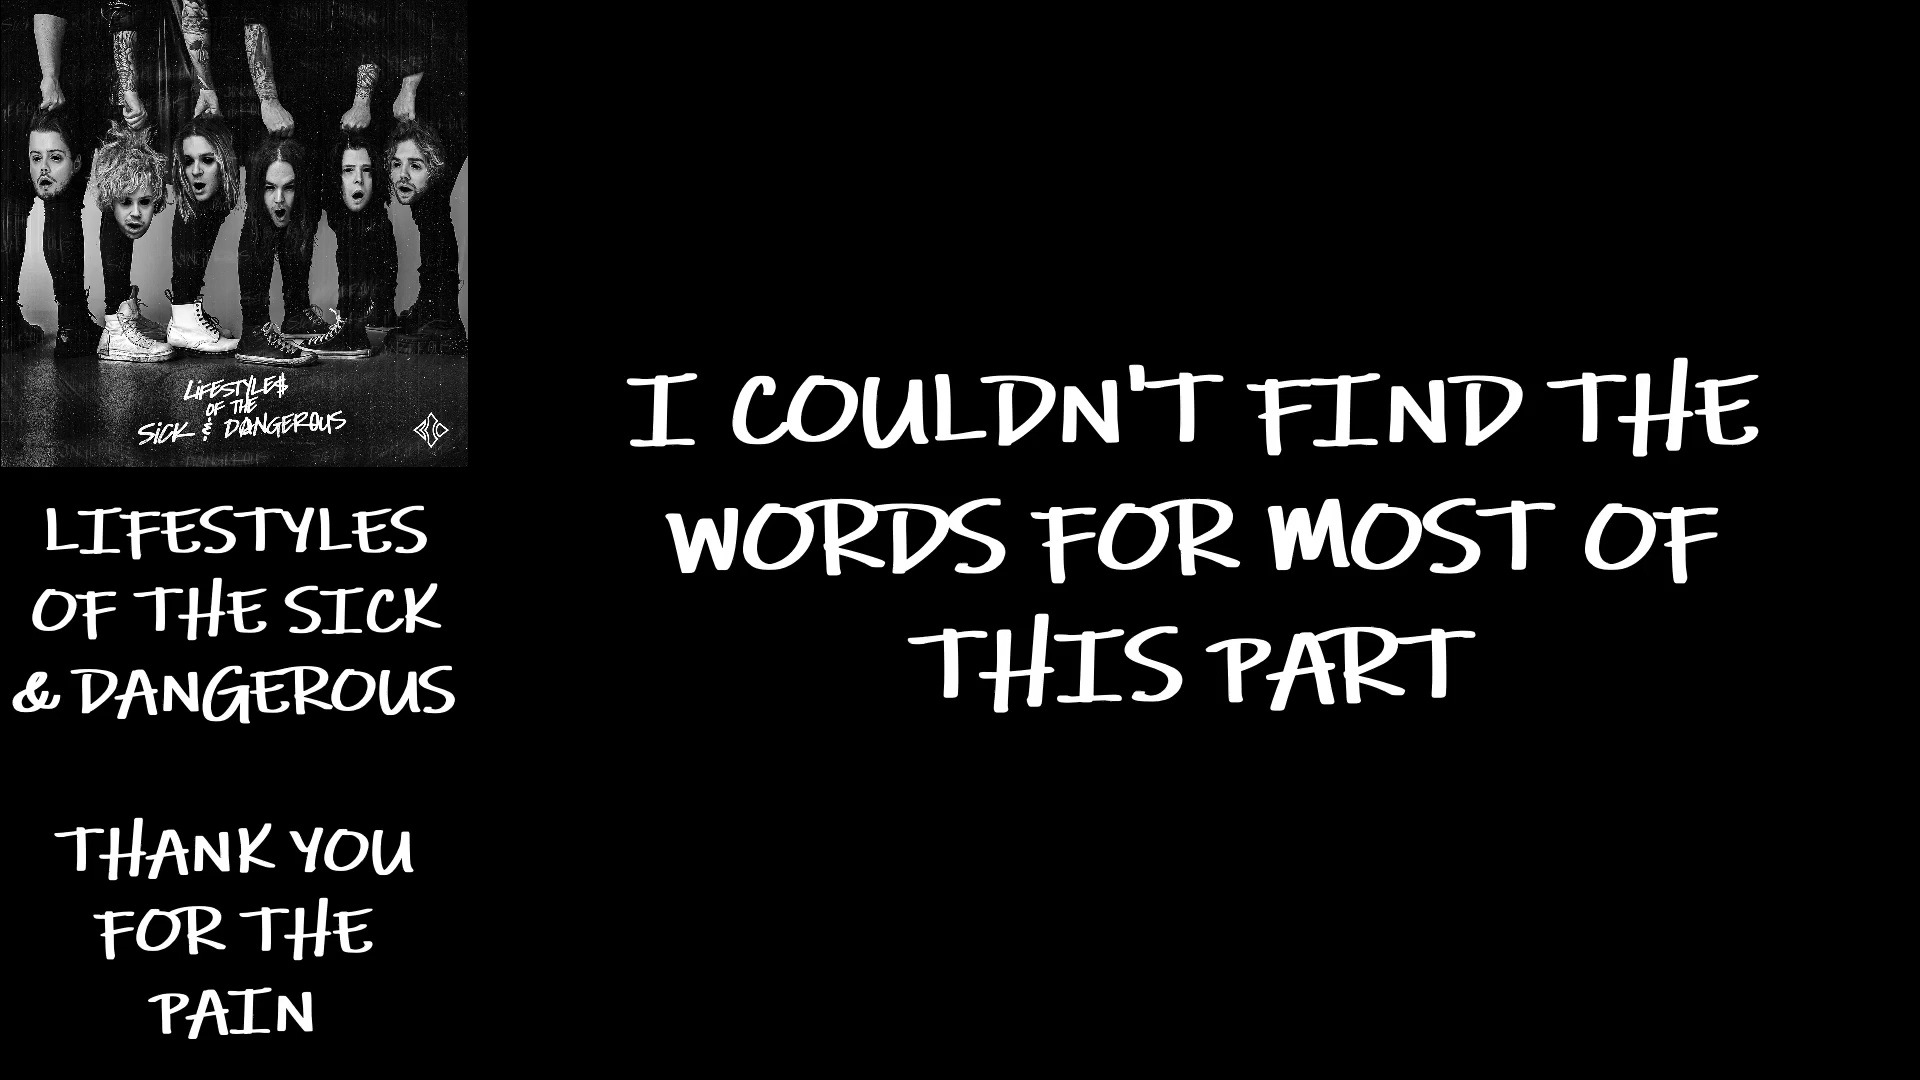 LIFESTYLE$
OF THE
SICK & DANGEROUS
LIFESTYLES
OF THE SICK
& DANGEROUS
THANK YOU
FOR THE
PAIN
I COULDN'T FIND THE
WORDS FOR MOST OF
THIS PART